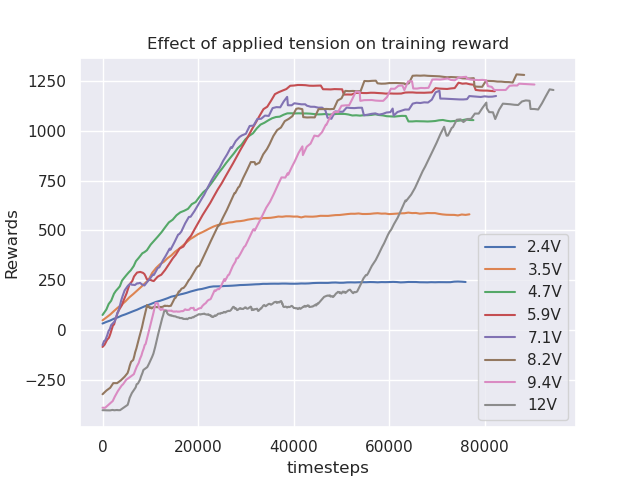 Effect of applied tension on training reward
Rewards
1250
1000
750
500
250
0
−250
0 20000 40000 60000 80000
timesteps
2.4V
3.5V
4.7V
5.9V
7.1V
8.2V
9.4V
12V